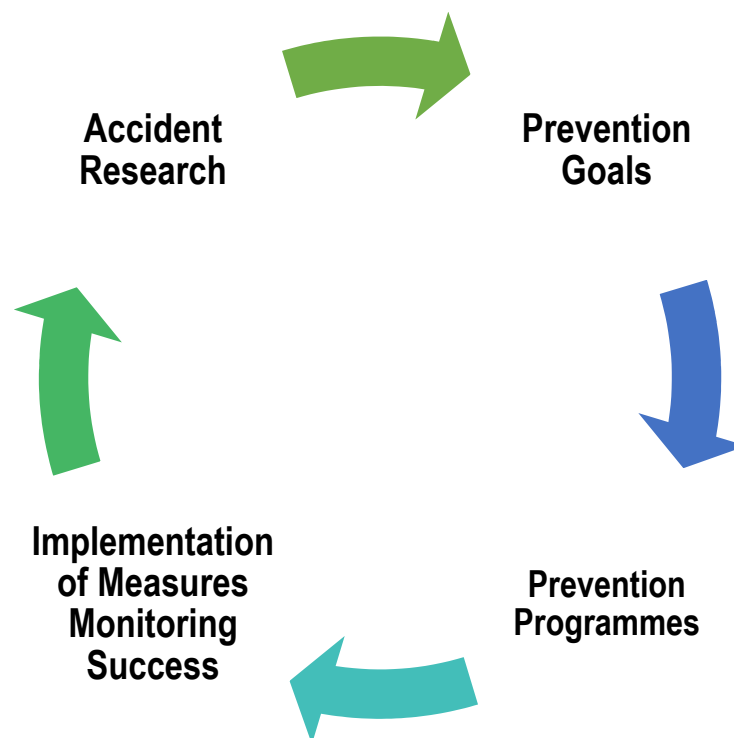 Accident
Research
Prevention
Goals
Implementation
of Measures
Monitoring
Success
Prevention
Programmes